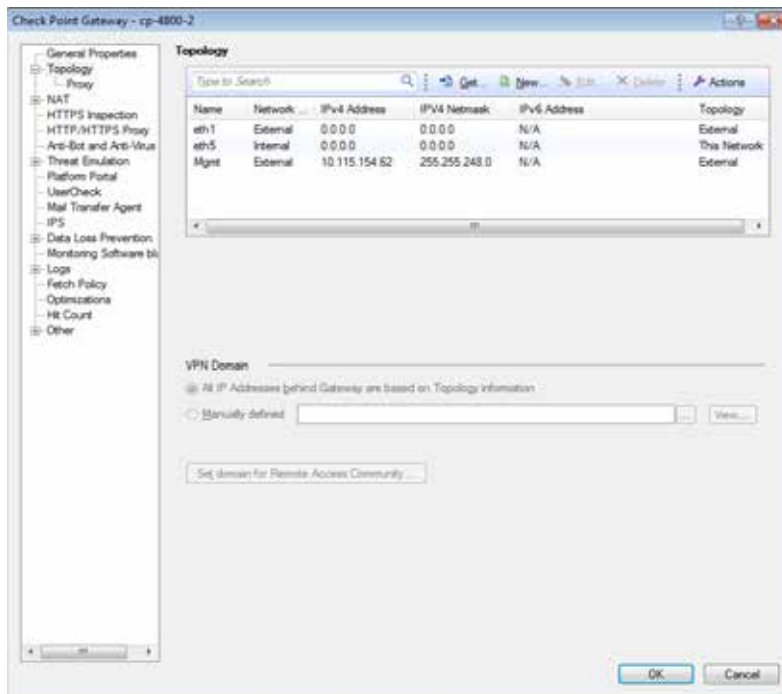 Check Point Gateway - cp-4800-2
General Properties
Topology
Proxy
NAT
HTTPS Inspection
HTTP/HTTPS Proxy
Anti-Bot and Anti-Virus
Threat Emulation
Platform Portal
UserCheck
Mail Transfer Agent
IPS
Data Loss Prevention
Monitoring Software bla
Logs
Fetch Policy
Optimizations
Hit Count
Other
Topology
Type to Search Get... New... Edit... Delete Actions
Name Network ... IPv4 Address IPV4 Netmask IPv6 Address Topology
eth1 External 0.0.0.0 0.0.0.0 N/A External
eth5 Internal 0.0.0.0 0.0.0.0 N/A This Network
Mgmt External 10.115.154.62 255.255.248.0 N/A External
VPN Domain
All IP Addresses behind Gateway are based on Topology information
Manually defined ... View...
Set domain for Remote Access Community ...
OK Cancel